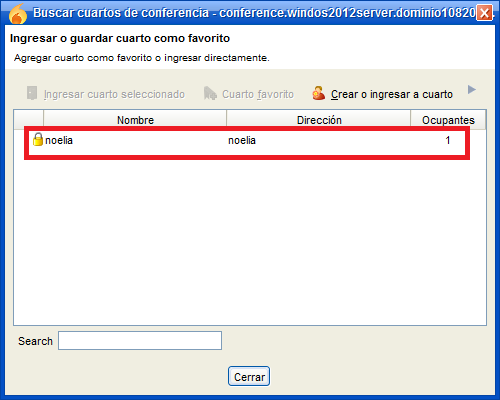 Buscar cuartos de conferencia - conference.windos2012server.dominio10820
Ingresar o guardar cuarto como favorito
Agregar cuarto como favorito o ingresar directamente.
Ingresar cuarto seleccionado Cuarto favorito Crear o ingresar a cuarto
Nombre Dirección Ocupantes
noelia noelia 1
Search
Cerrar